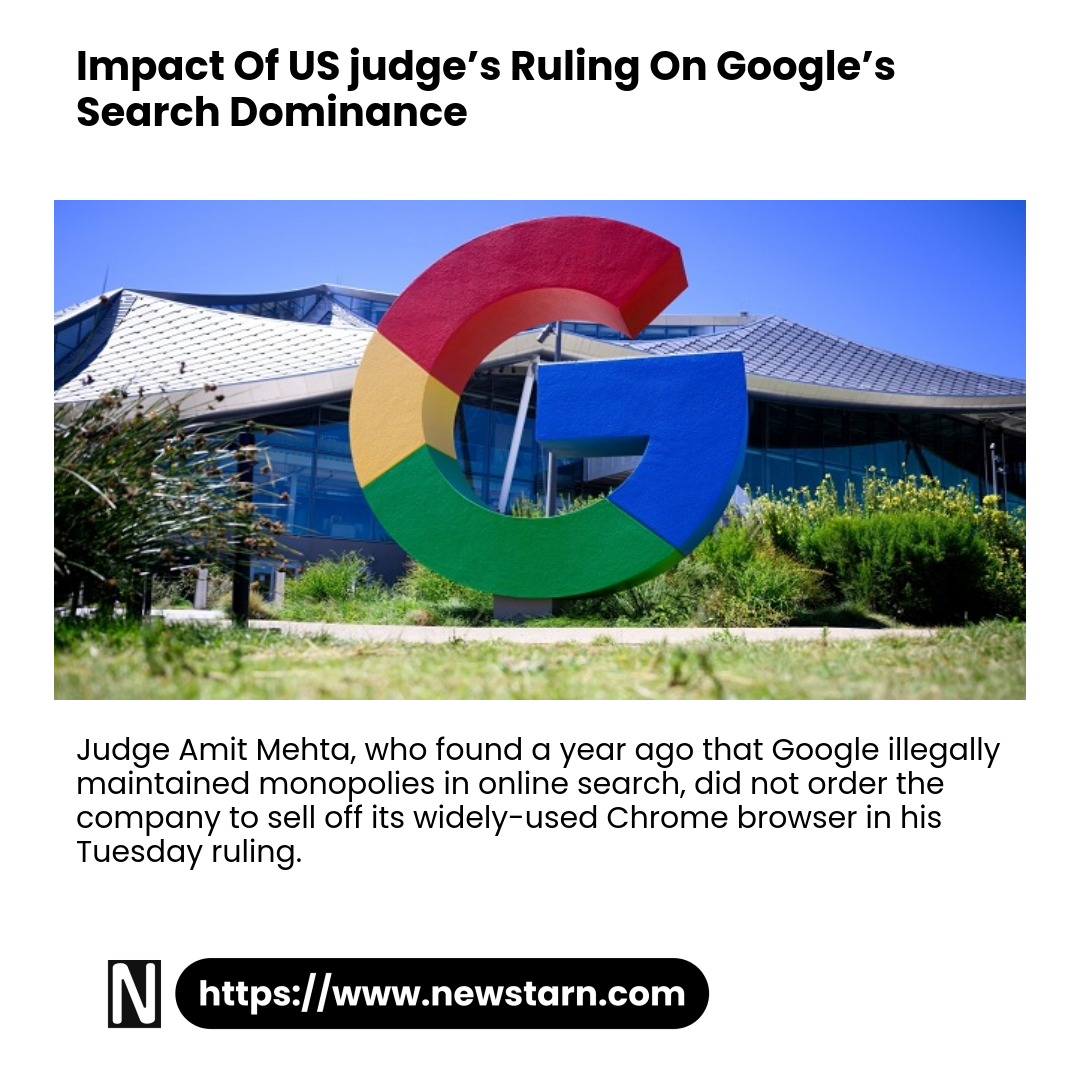 Impact Of US judge’s Ruling On Google’s
Search Dominance
Judge Amit Mehta, who found a year ago that Google illegally
maintained monopolies in online search, did not order the
company to sell off its widely-used Chrome browser in his
Tuesday ruling.
N
https://www.newstarn.com